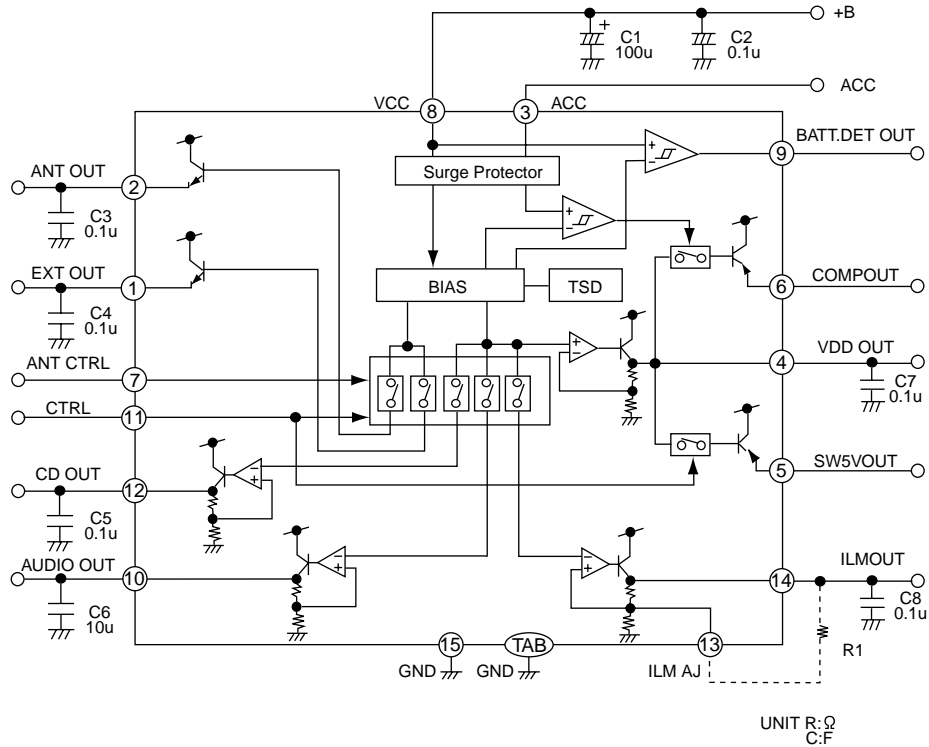 +B
+
C1
100u
C2
0.1u
ACC
VCC
8
3
ACC
BATT.DET OUT
9
+
−
ANT OUT
2
Surge Protector
C3
0.1u
+
−
EXT OUT
1
BIAS
TSD
COMPOUT
6
C4
0.1u
ANT CTRL
7
+
−
VDD OUT
4
C7
0.1u
CTRL
11
CD OUT
12
−
+
SW5VOUT
5
C5
0.1u
AUDIO OUT
10
−
+
−
+
ILMOUT
14
C6
10u
C8
0.1u
R1
15
TAB
13
GND
GND
ILM AJ
UNIT R:Ω
C:F